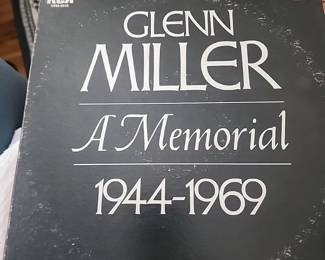 RCA
GLENN
MILLER
A Memorial
1944-1969